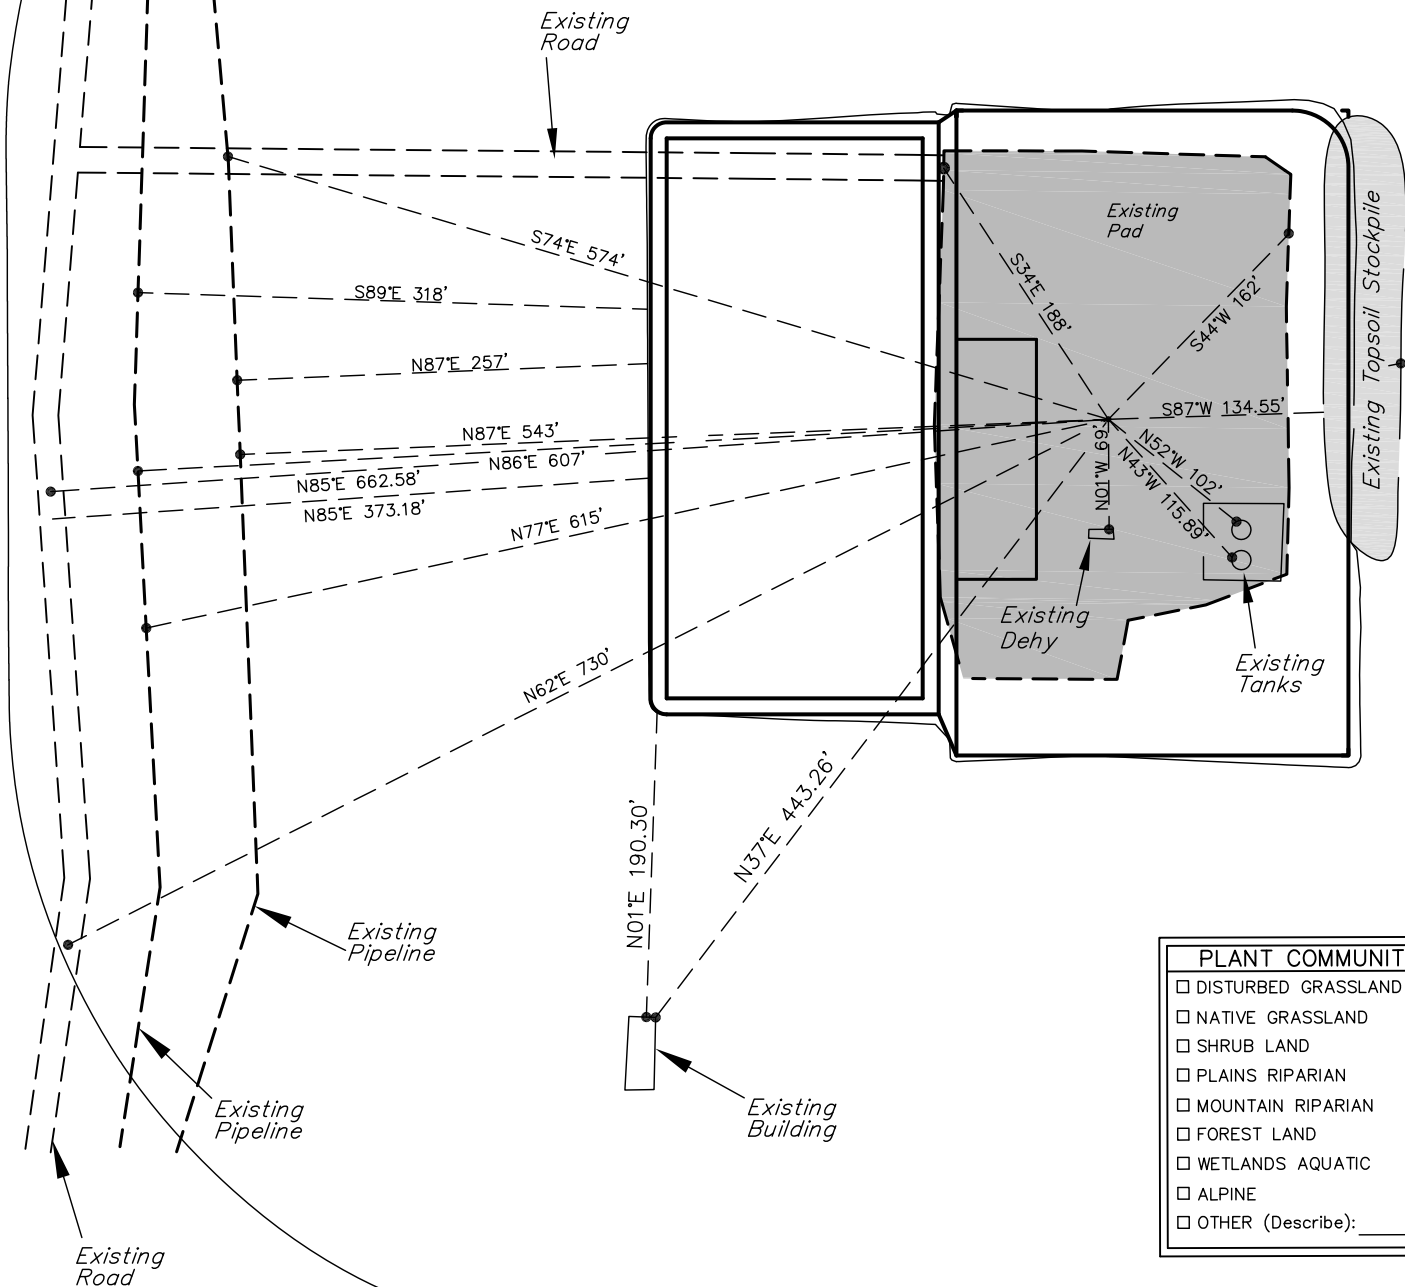 Existing
Road
Existing
Pad
Existing Topsoil Stockpile
S74°E 574'
S34°E 188'
S44°W 162'
S89°E 318'
N87°E 257'
S87°W 134.55'
N87°E 543'
N86°E 607'
N85°E 662.58'
N85°E 373.18'
N77°E 615'
N01°W 69'
N52°W 102'
N43°W 115.89'
Existing
Dehy
Existing
Tanks
N62°E 730'
N01°E 190.30'
N37°E 443.26'
Existing
Pipeline
Existing
Pipeline
Existing
Building
Existing
Road
PLANT COMMUNIT
□ DISTURBED GRASSLAND
□ NATIVE GRASSLAND
□ SHRUB LAND
□ PLAINS RIPARIAN
□ MOUNTAIN RIPARIAN
□ FOREST LAND
□ WETLANDS AQUATIC
□ ALPINE
□ OTHER (Describe): ____